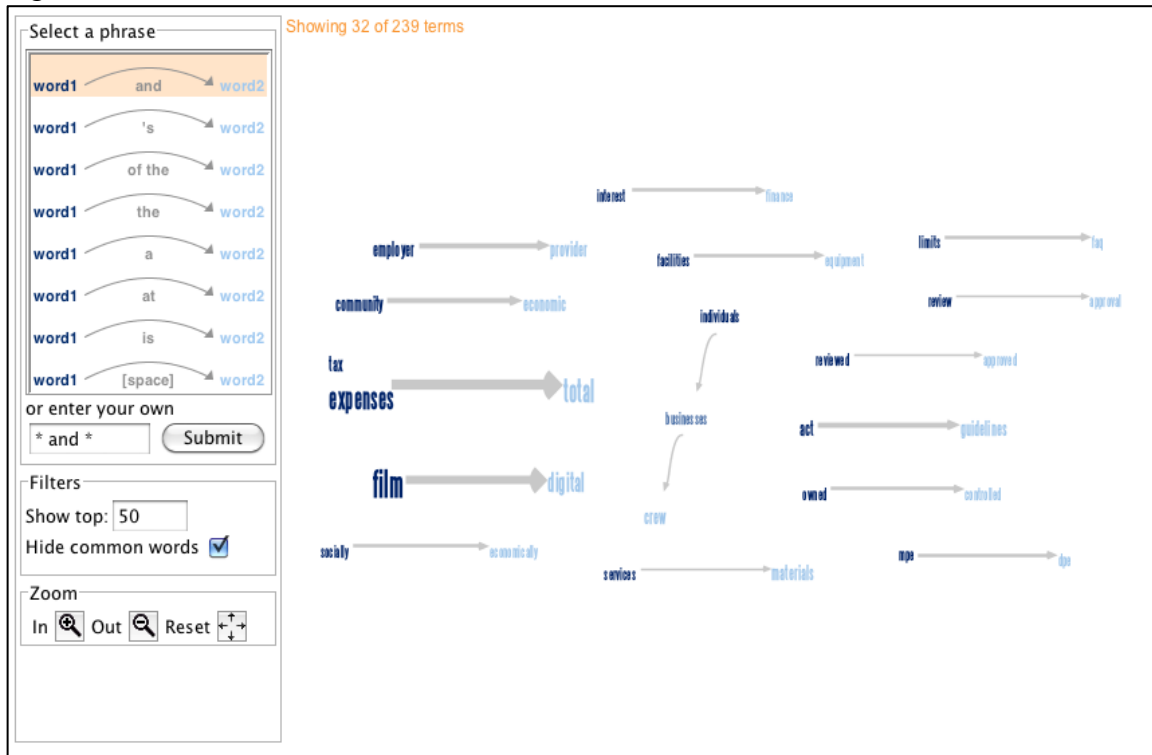 Select a phrase
word1 and word2
word1 's word2
word1 of the word2
word1 the word2
word1 a word2
word1 at word2
word1 is word2
word1 [space] word2
or enter your own
* and *
Submit
Filters
Show top: 50
Hide common words
Zoom
In Out Reset
Showing 32 of 239 terms
interest finance
employer provider
limits faq
facilities equipment
community economic
review approval
individuals
reviewed approved
tax
expenses total
businesses
act guidelines
film digital
owned controlled
crew
socially economically
mpe dpe
services materials